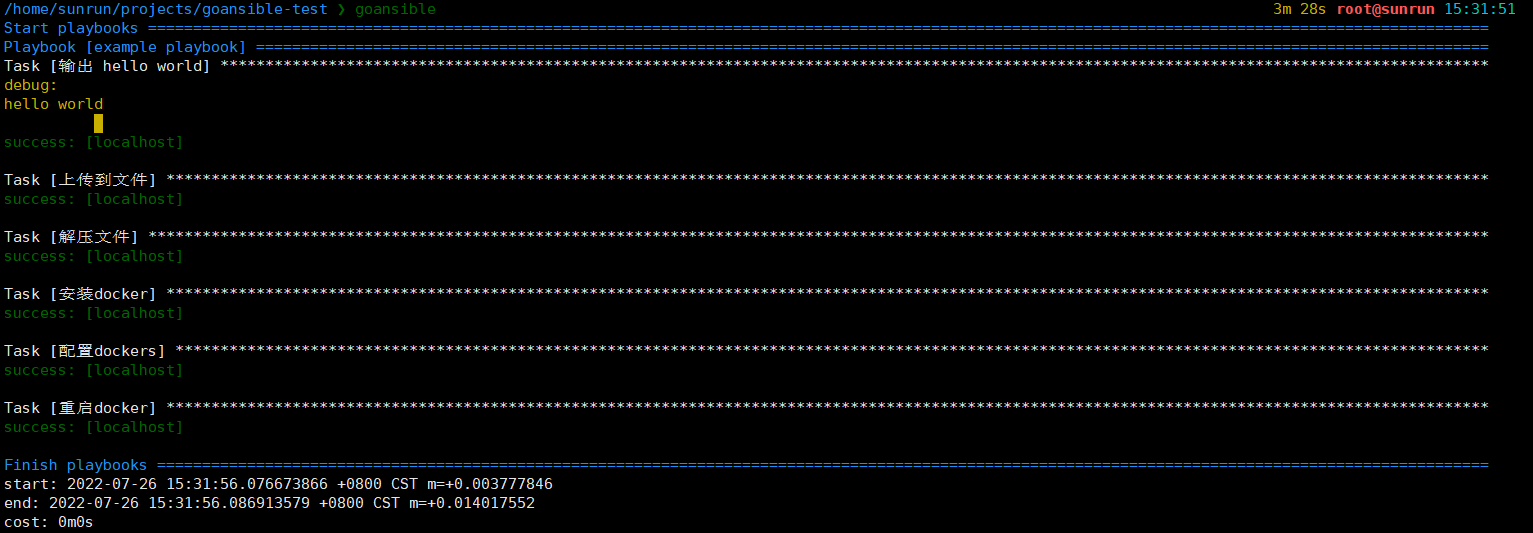 /home/sunrun/projects/goansible-test ❯ goansible 3m 28s root@sunrun 15:31:51
Start playbooks =====================================================================================================================================================
Playbook [example playbook] =========================================================================================================================================
Task [输出 hello world] *********************************************************************************************************************************************
debug:
hello world
success: [localhost]
Task [上传到文件] ***************************************************************************************************************************************************
success: [localhost]
Task [解压文件] *****************************************************************************************************************************************************
success: [localhost]
Task [安装docker] ***************************************************************************************************************************************************
success: [localhost]
Task [配置dockers] **************************************************************************************************************************************************
success: [localhost]
Task [重启docker] ***************************************************************************************************************************************************
success: [localhost]
Finish playbooks ====================================================================================================================================================
start: 2022-07-26 15:31:56.076673866 +0800 CST m=+0.003777846
end: 2022-07-26 15:31:56.086913579 +0800 CST m=+0.014017552
cost: 0m0s